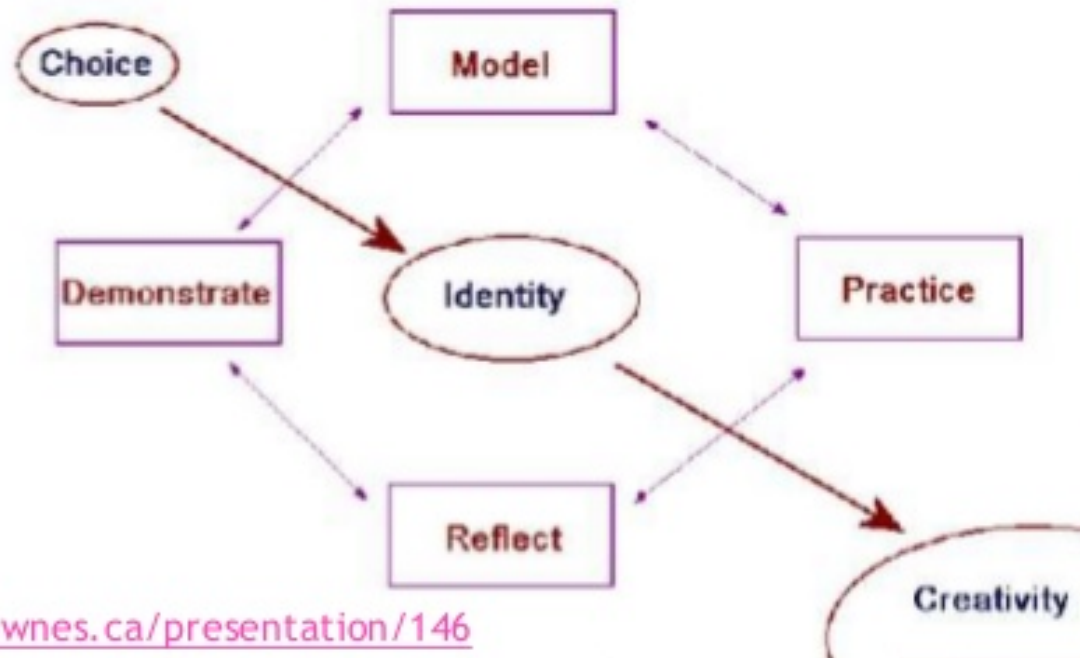 Choice
Model
Demonstrate
Identity
Practice
Reflect
Creativity
wnes.ca/presentation/146